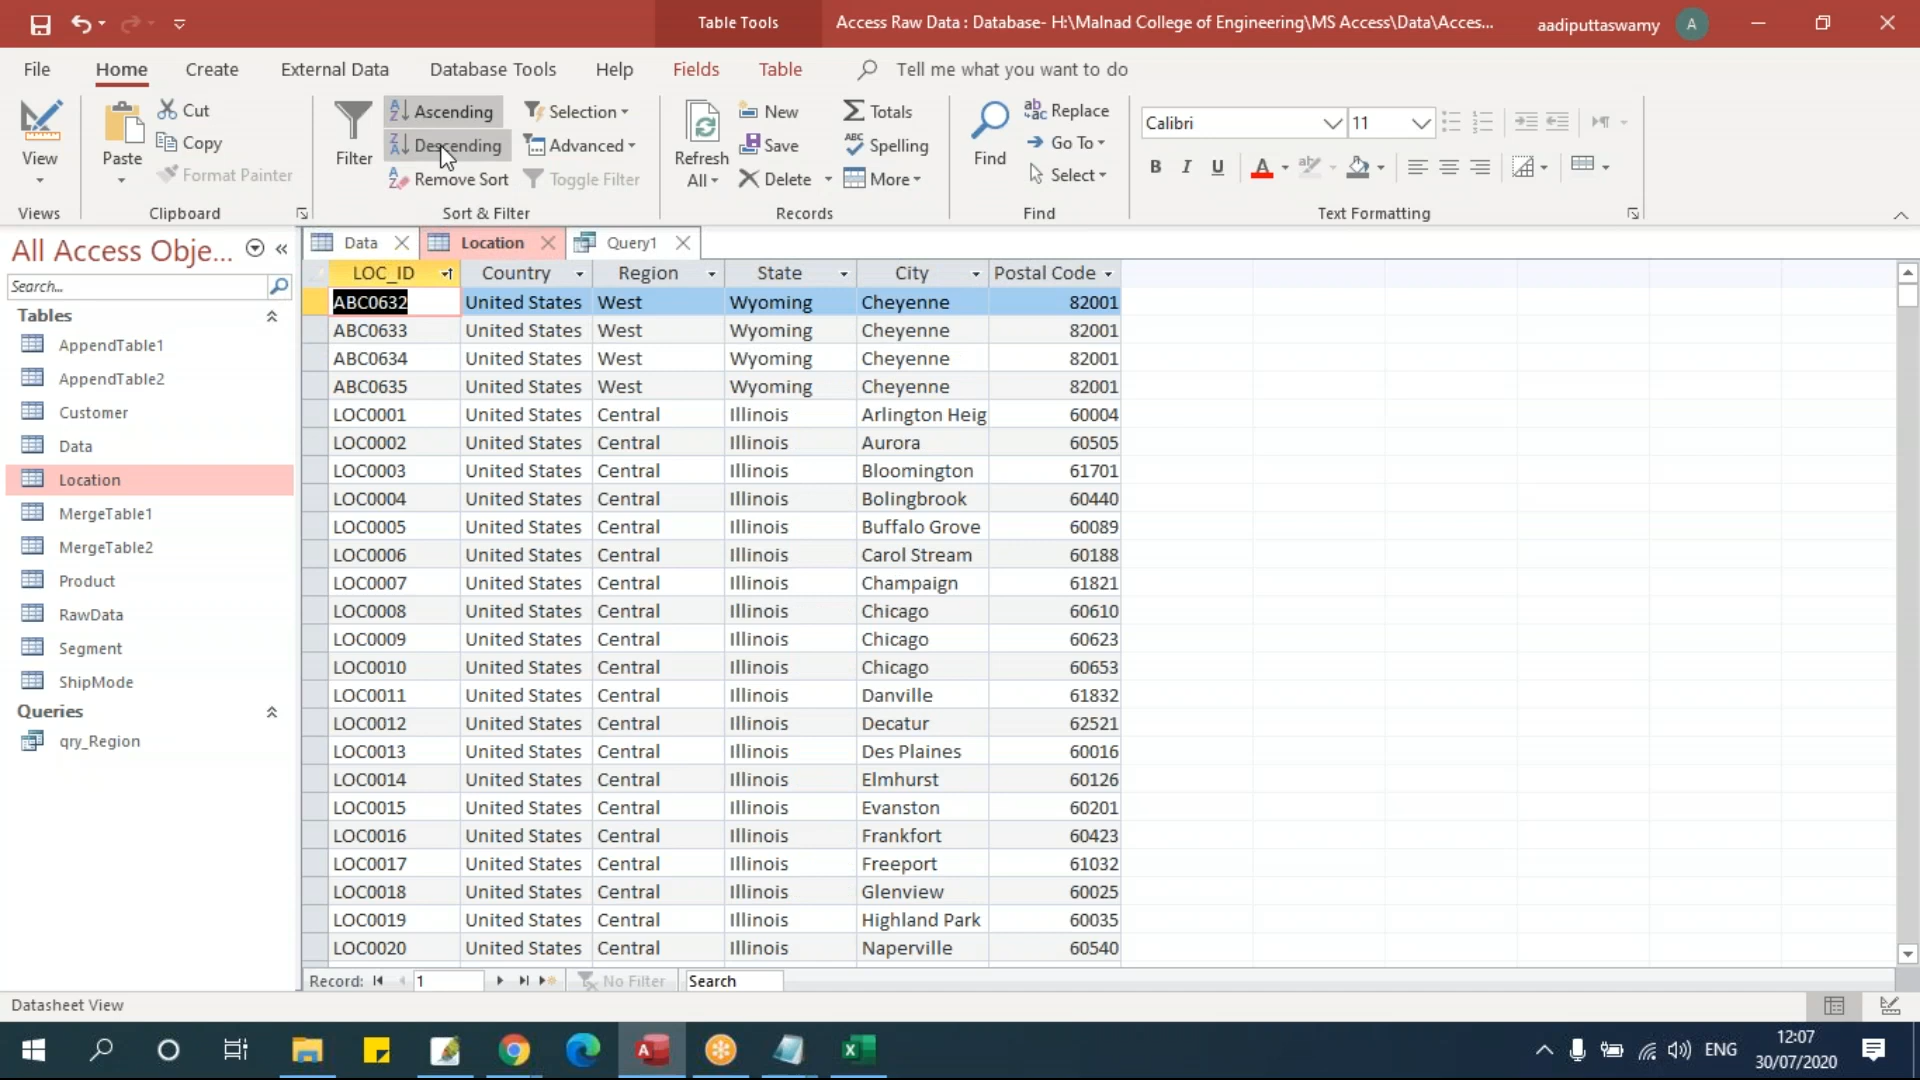 Table Tools
Access Raw Data : Database- H:\Malnad College of Engineering\MS Access\Data\Acces...
aadiputtaswamy
A
File
Home
Create
External Data
Database Tools
Help
Fields
Table
Tell me what you want to do
View
Views
Paste
Cut
Copy
Format Painter
Clipboard
Filter
Ascending
Descending
Remove Sort
Selection
Advanced
Toggle Filter
Sort & Filter
Refresh
All
New
Save
Delete
Totals
Spelling
More
Records
Find
Replace
Go To
Select
Find
Calibri
11
B
I
U
Text Formatting
All Access Obje...
Search...
Tables
AppendTable1
AppendTable2
Customer
Data
Location
MergeTable1
MergeTable2
Product
RawData
Segment
ShipMode
Queries
qry_Region
Data
Location
Query1
LOC_ID Country Region State City Postal Code
ABC0632 United States West Wyoming Cheyenne 82001
ABC0633 United States West Wyoming Cheyenne 82001
ABC0634 United States West Wyoming Cheyenne 82001
ABC0635 United States West Wyoming Cheyenne 82001
LOC0001 United States Central Illinois Arlington Heig 60004
LOC0002 United States Central Illinois Aurora 60505
LOC0003 United States Central Illinois Bloomington 61701
LOC0004 United States Central Illinois Bolingbrook 60440
LOC0005 United States Central Illinois Buffalo Grove 60089
LOC0006 United States Central Illinois Carol Stream 60188
LOC0007 United States Central Illinois Champaign 61821
LOC0008 United States Central Illinois Chicago 60610
LOC0009 United States Central Illinois Chicago 60623
LOC0010 United States Central Illinois Chicago 60653
LOC0011 United States Central Illinois Danville 61832
LOC0012 United States Central Illinois Decatur 62521
LOC0013 United States Central Illinois Des Plaines 60016
LOC0014 United States Central Illinois Elmhurst 60126
LOC0015 United States Central Illinois Evanston 60201
LOC0016 United States Central Illinois Frankfort 60423
LOC0017 United States Central Illinois Freeport 61032
LOC0018 United States Central Illinois Glenview 60025
LOC0019 United States Central Illinois Highland Park 60035
LOC0020 United States Central Illinois Naperville 60540
Record: 1 No Filter Search
Datasheet View
ENG
12:07
30/07/2020